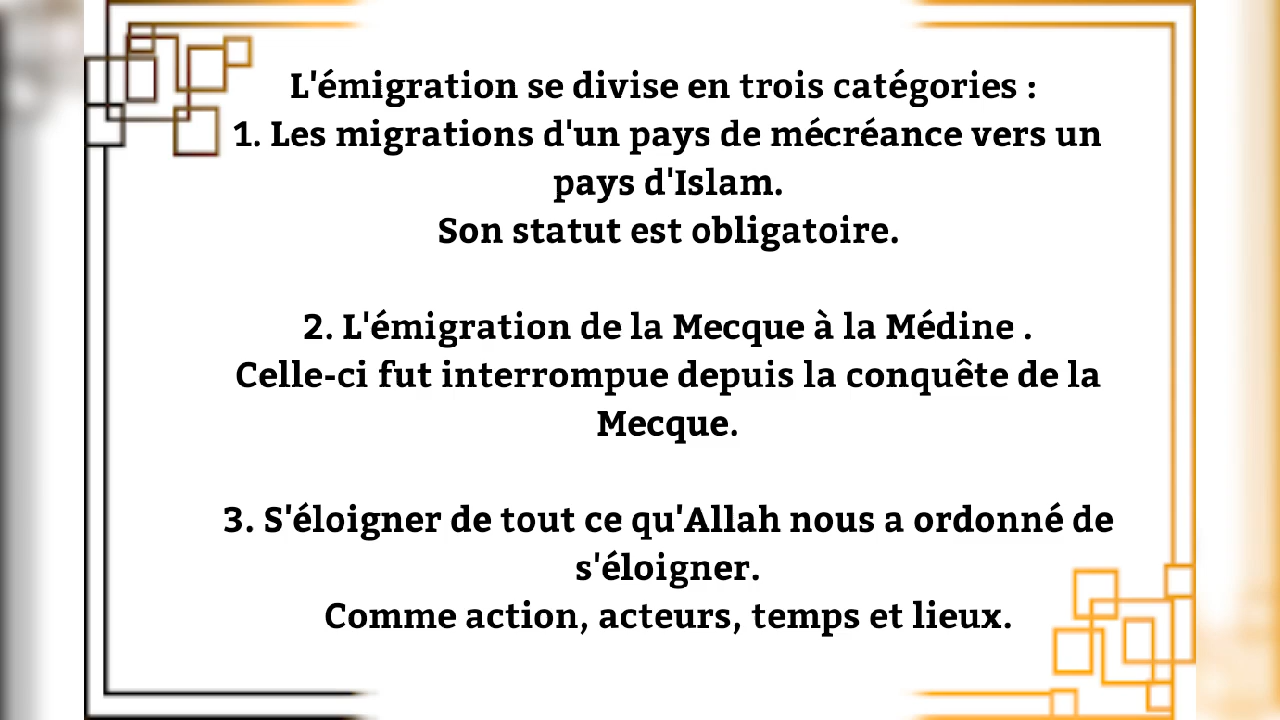 L'émigration se divise en trois catégories :
1. Les migrations d'un pays de mécréance vers un
pays d'Islam.
Son statut est obligatoire.
2. L'émigration de la Mecque à la Médine .
Celle-ci fut interrompue depuis la conquête de la
Mecque.
3. S'éloigner de tout ce qu'Allah nous a ordonné de
s'éloigner.
Comme action, acteurs, temps et lieux.